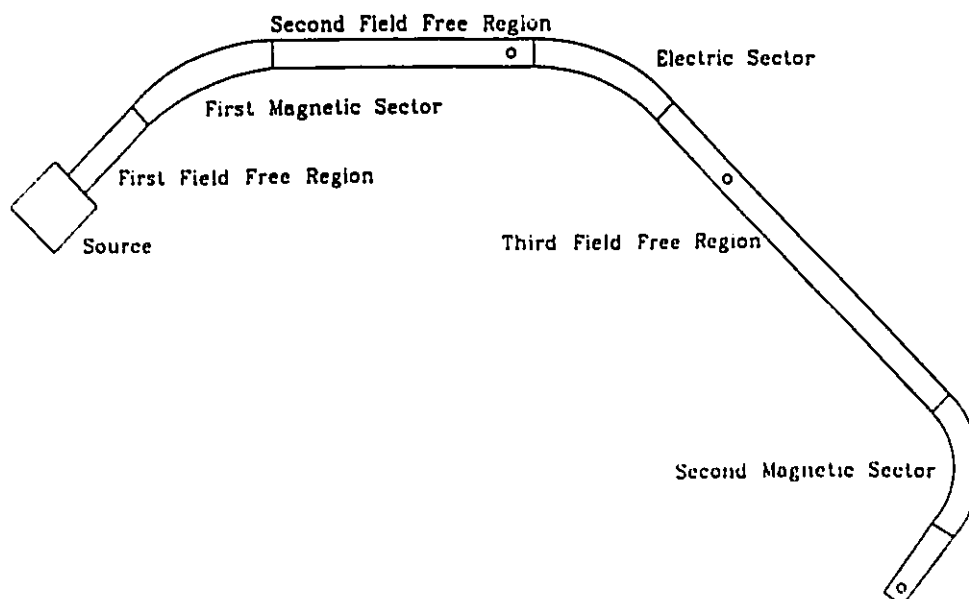 Second Field Free Region
Electric Sector
First Magnetic Sector
First Field Free Region
Third Field Free Region
Source
Second Magnetic Sector